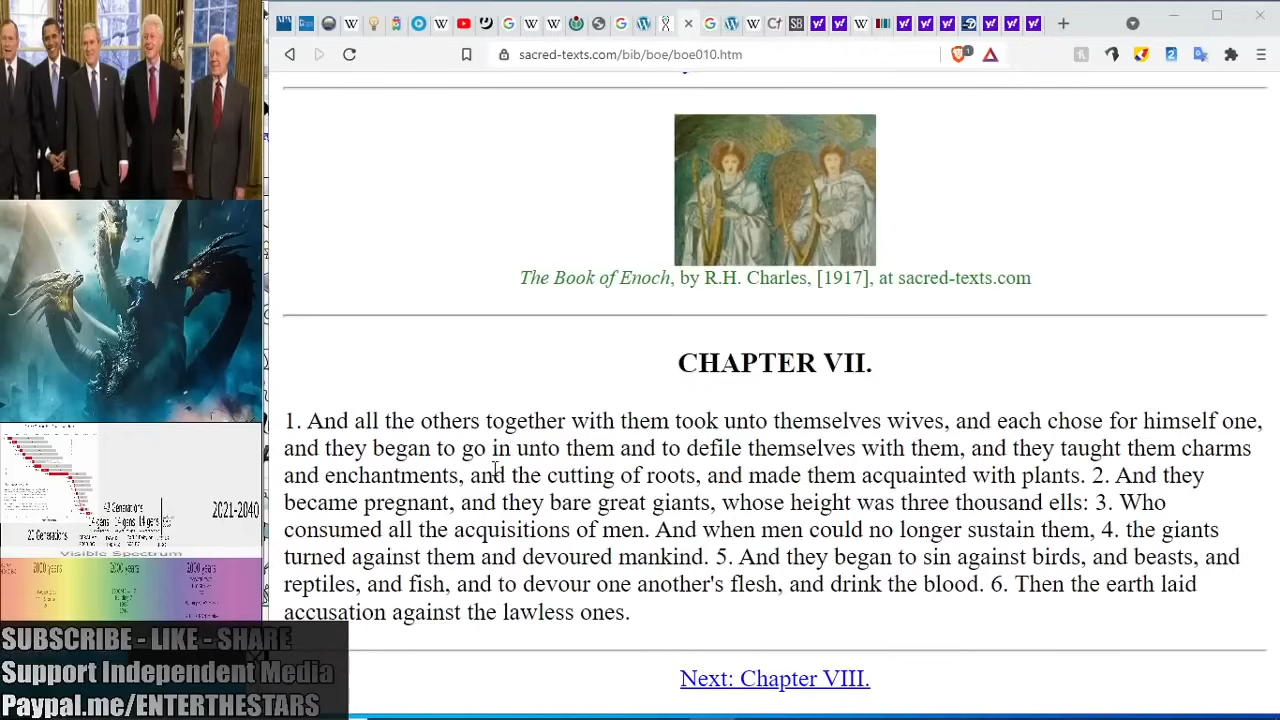 sacred-texts.com/bib/boe/boe010.htm
The Book of Enoch, by R.H. Charles, [1917], at sacred-texts.com
CHAPTER VII.
1. And all the others together with them took unto themselves wives, and each chose for himself one,
and they began to go in unto them and to defile themselves with them, and they taught them charms
and enchantments, and the cutting of roots, and made them acquainted with plants. 2. And they
became pregnant, and they bare great giants, whose height was three thousand ells: 3. Who
consumed all the acquisitions of men. And when men could no longer sustain them, 4. the giants
turned against them and devoured mankind. 5. And they began to sin against birds, and beasts, and
reptiles, and fish, and to devour one another's flesh, and drink the blood. 6. Then the earth laid
accusation against the lawless ones.
Next: Chapter VIII.
2021-2040
Visible Spectrum
SUBSCRIBE - LIKE - SHARE
Support Independent Media
Paypal.me/ENTERTHESTARS